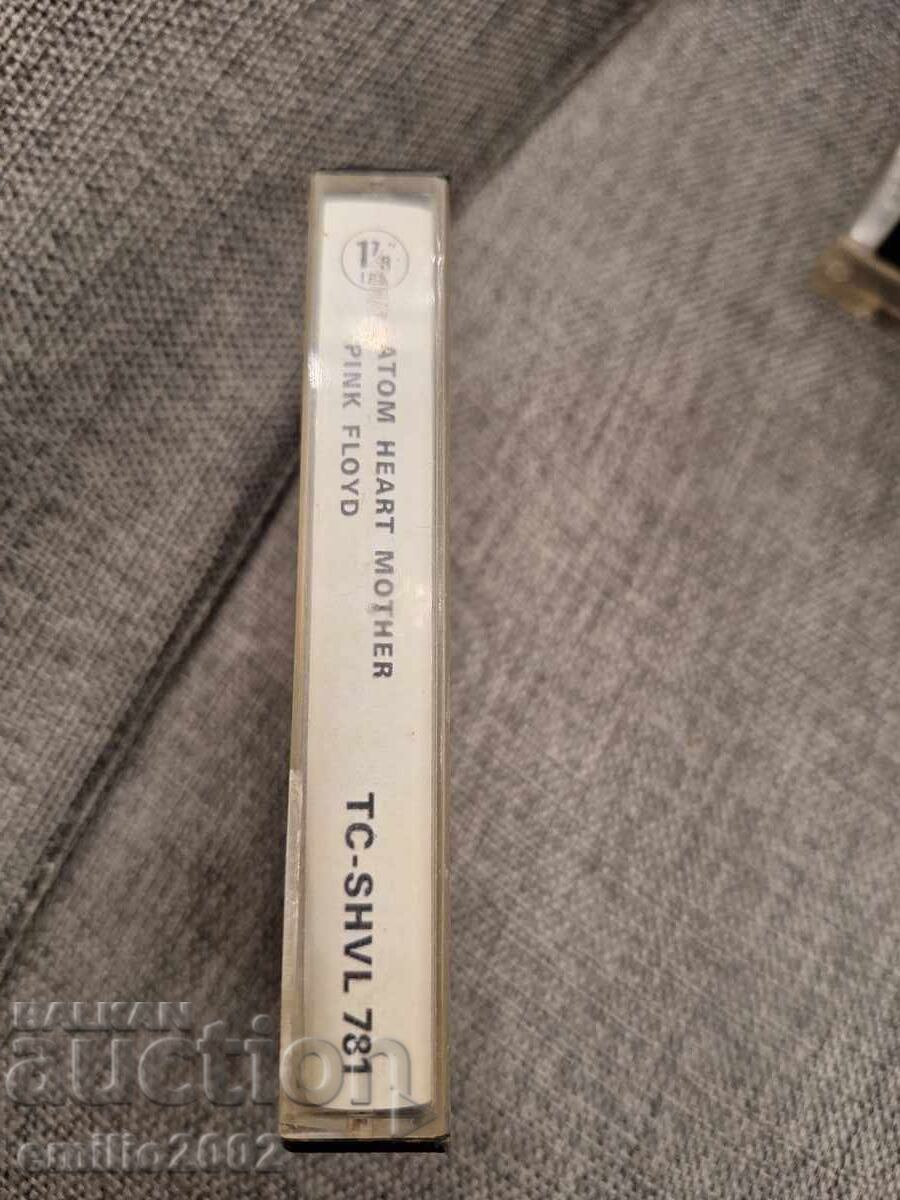 ATOM HEART MOTHER
PINK FLOYD
TC-SHVL 781
BALKAN
auction
emilio2002